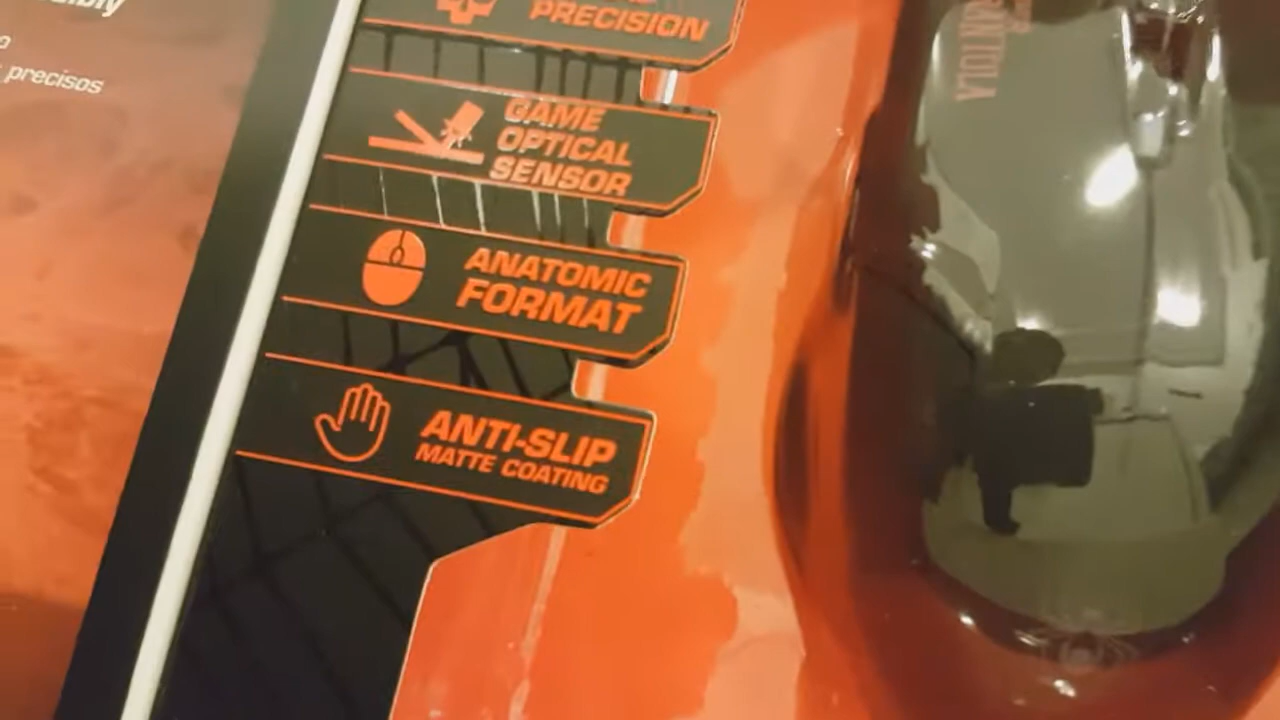 precisos
PRECISION
GAME
OPTICAL
SENSOR
ANATOMIC
FORMAT
ANTI-SLIP
MATTE COATING